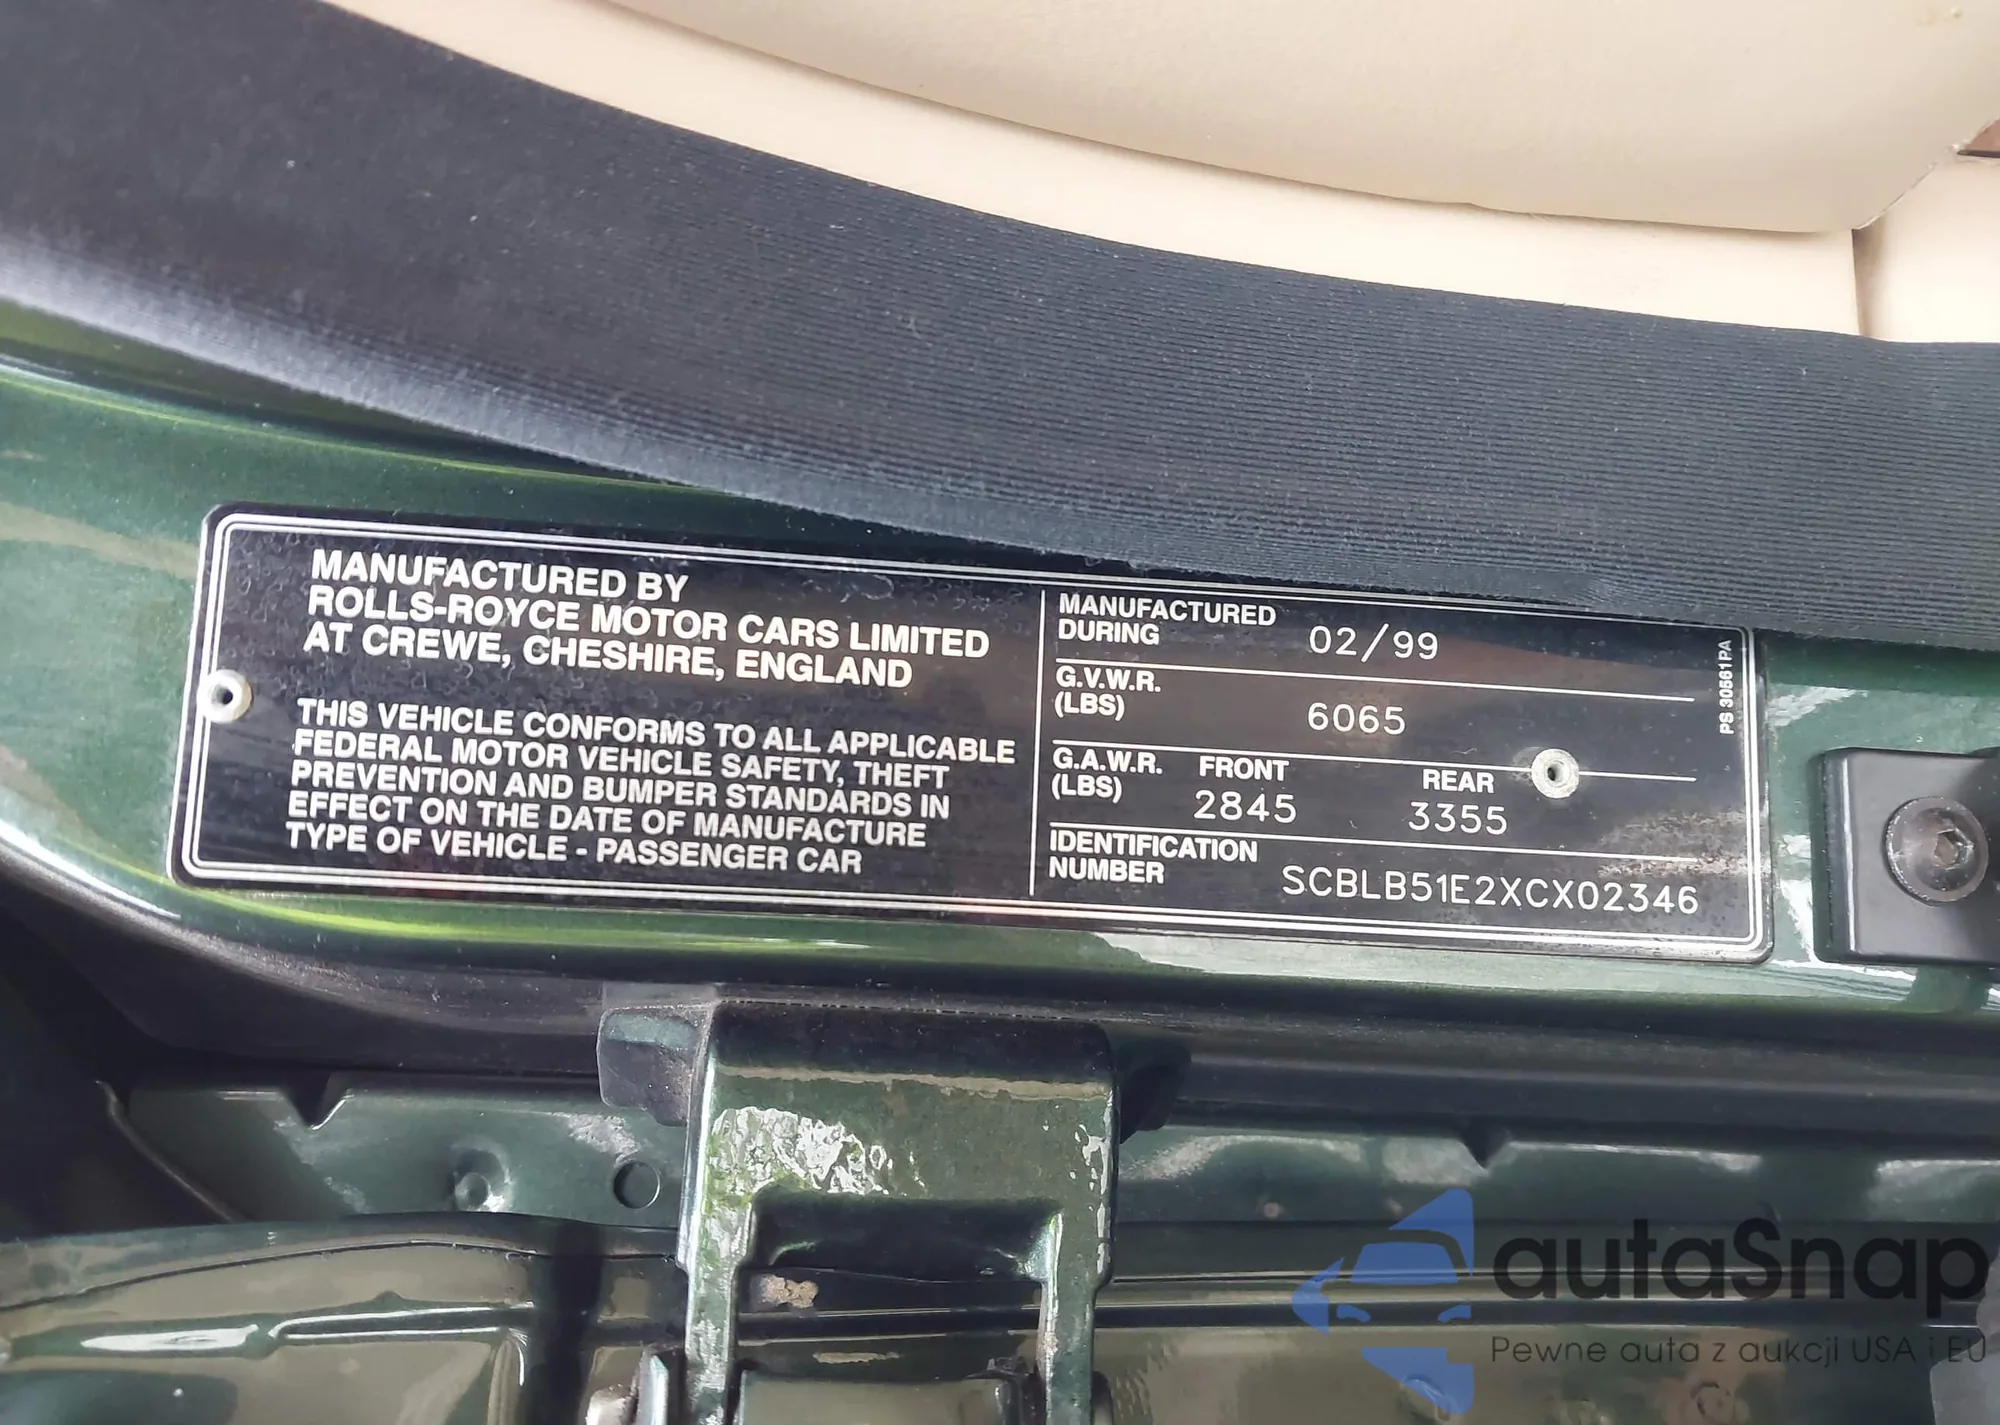 MANUFACTURED BY
ROLLS-ROYCE MOTOR CARS LIMITED
AT CREWE, CHESHIRE, ENGLAND
THIS VEHICLE CONFORMS TO ALL APPLICABLE
FEDERAL MOTOR VEHICLE SAFETY, THEFT
PREVENTION AND BUMPER STANDARDS IN
EFFECT ON THE DATE OF MANUFACTURE
TYPE OF VEHICLE - PASSENGER CAR
MANUFACTURED
DURING 02/99
G.V.W.R.
(LBS) 6065
G.A.W.R. FRONT REAR
(LBS) 2845 3355
IDENTIFICATION
NUMBER SCBLB51E2XCX02346
PS 30561PA
autaSnap
Pewne auta z aukcji USA i EU